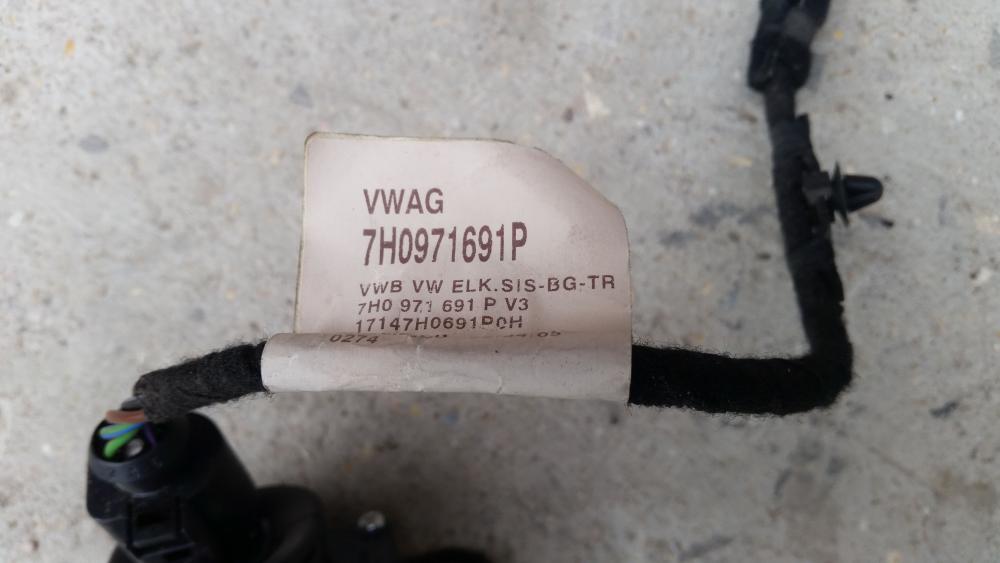 VWAG
7H0971691P
VWB VW ELK.SIS-BG-TR
7H0 971 691 P V3
17147H0691P0H
0274